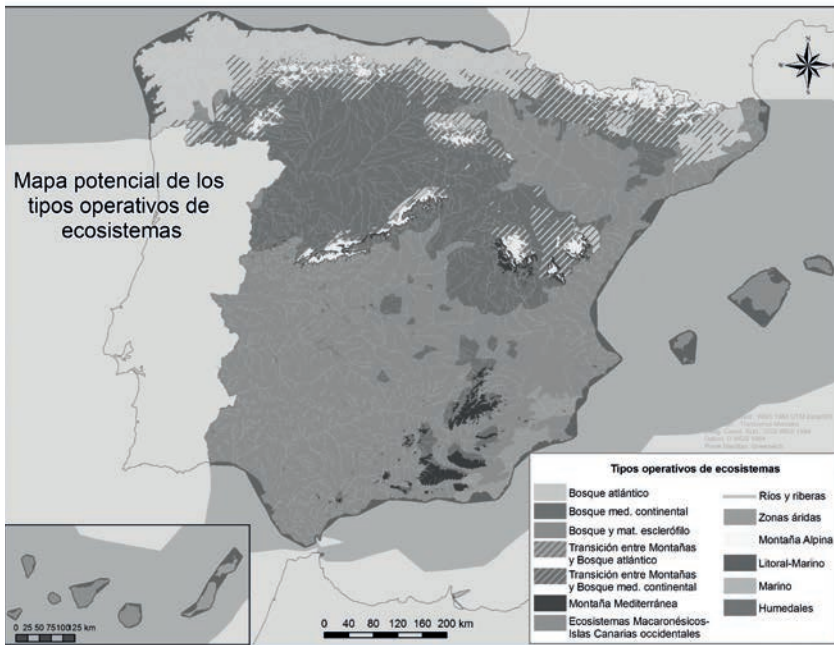 Mapa potencial de los
tipos operativos de
ecosistemas
Tipos operativos de ecosistemas
Bosque atlántico
Bosque med. continental
Bosque y mat. esclerófilo
Transición entre Montañas
y Bosque atlántico
Transición entre Montañas
y Bosque med. continental
Montaña Mediterránea
Ecosistemas Macaronésicos-
Islas Canarias occidentales
Ríos y riberas
Zonas áridas
Montaña Alpina
Litoral-Marino
Marino
Humedales
0 25 50 75 100 125 km
0 40 80 120 160 200 km
N